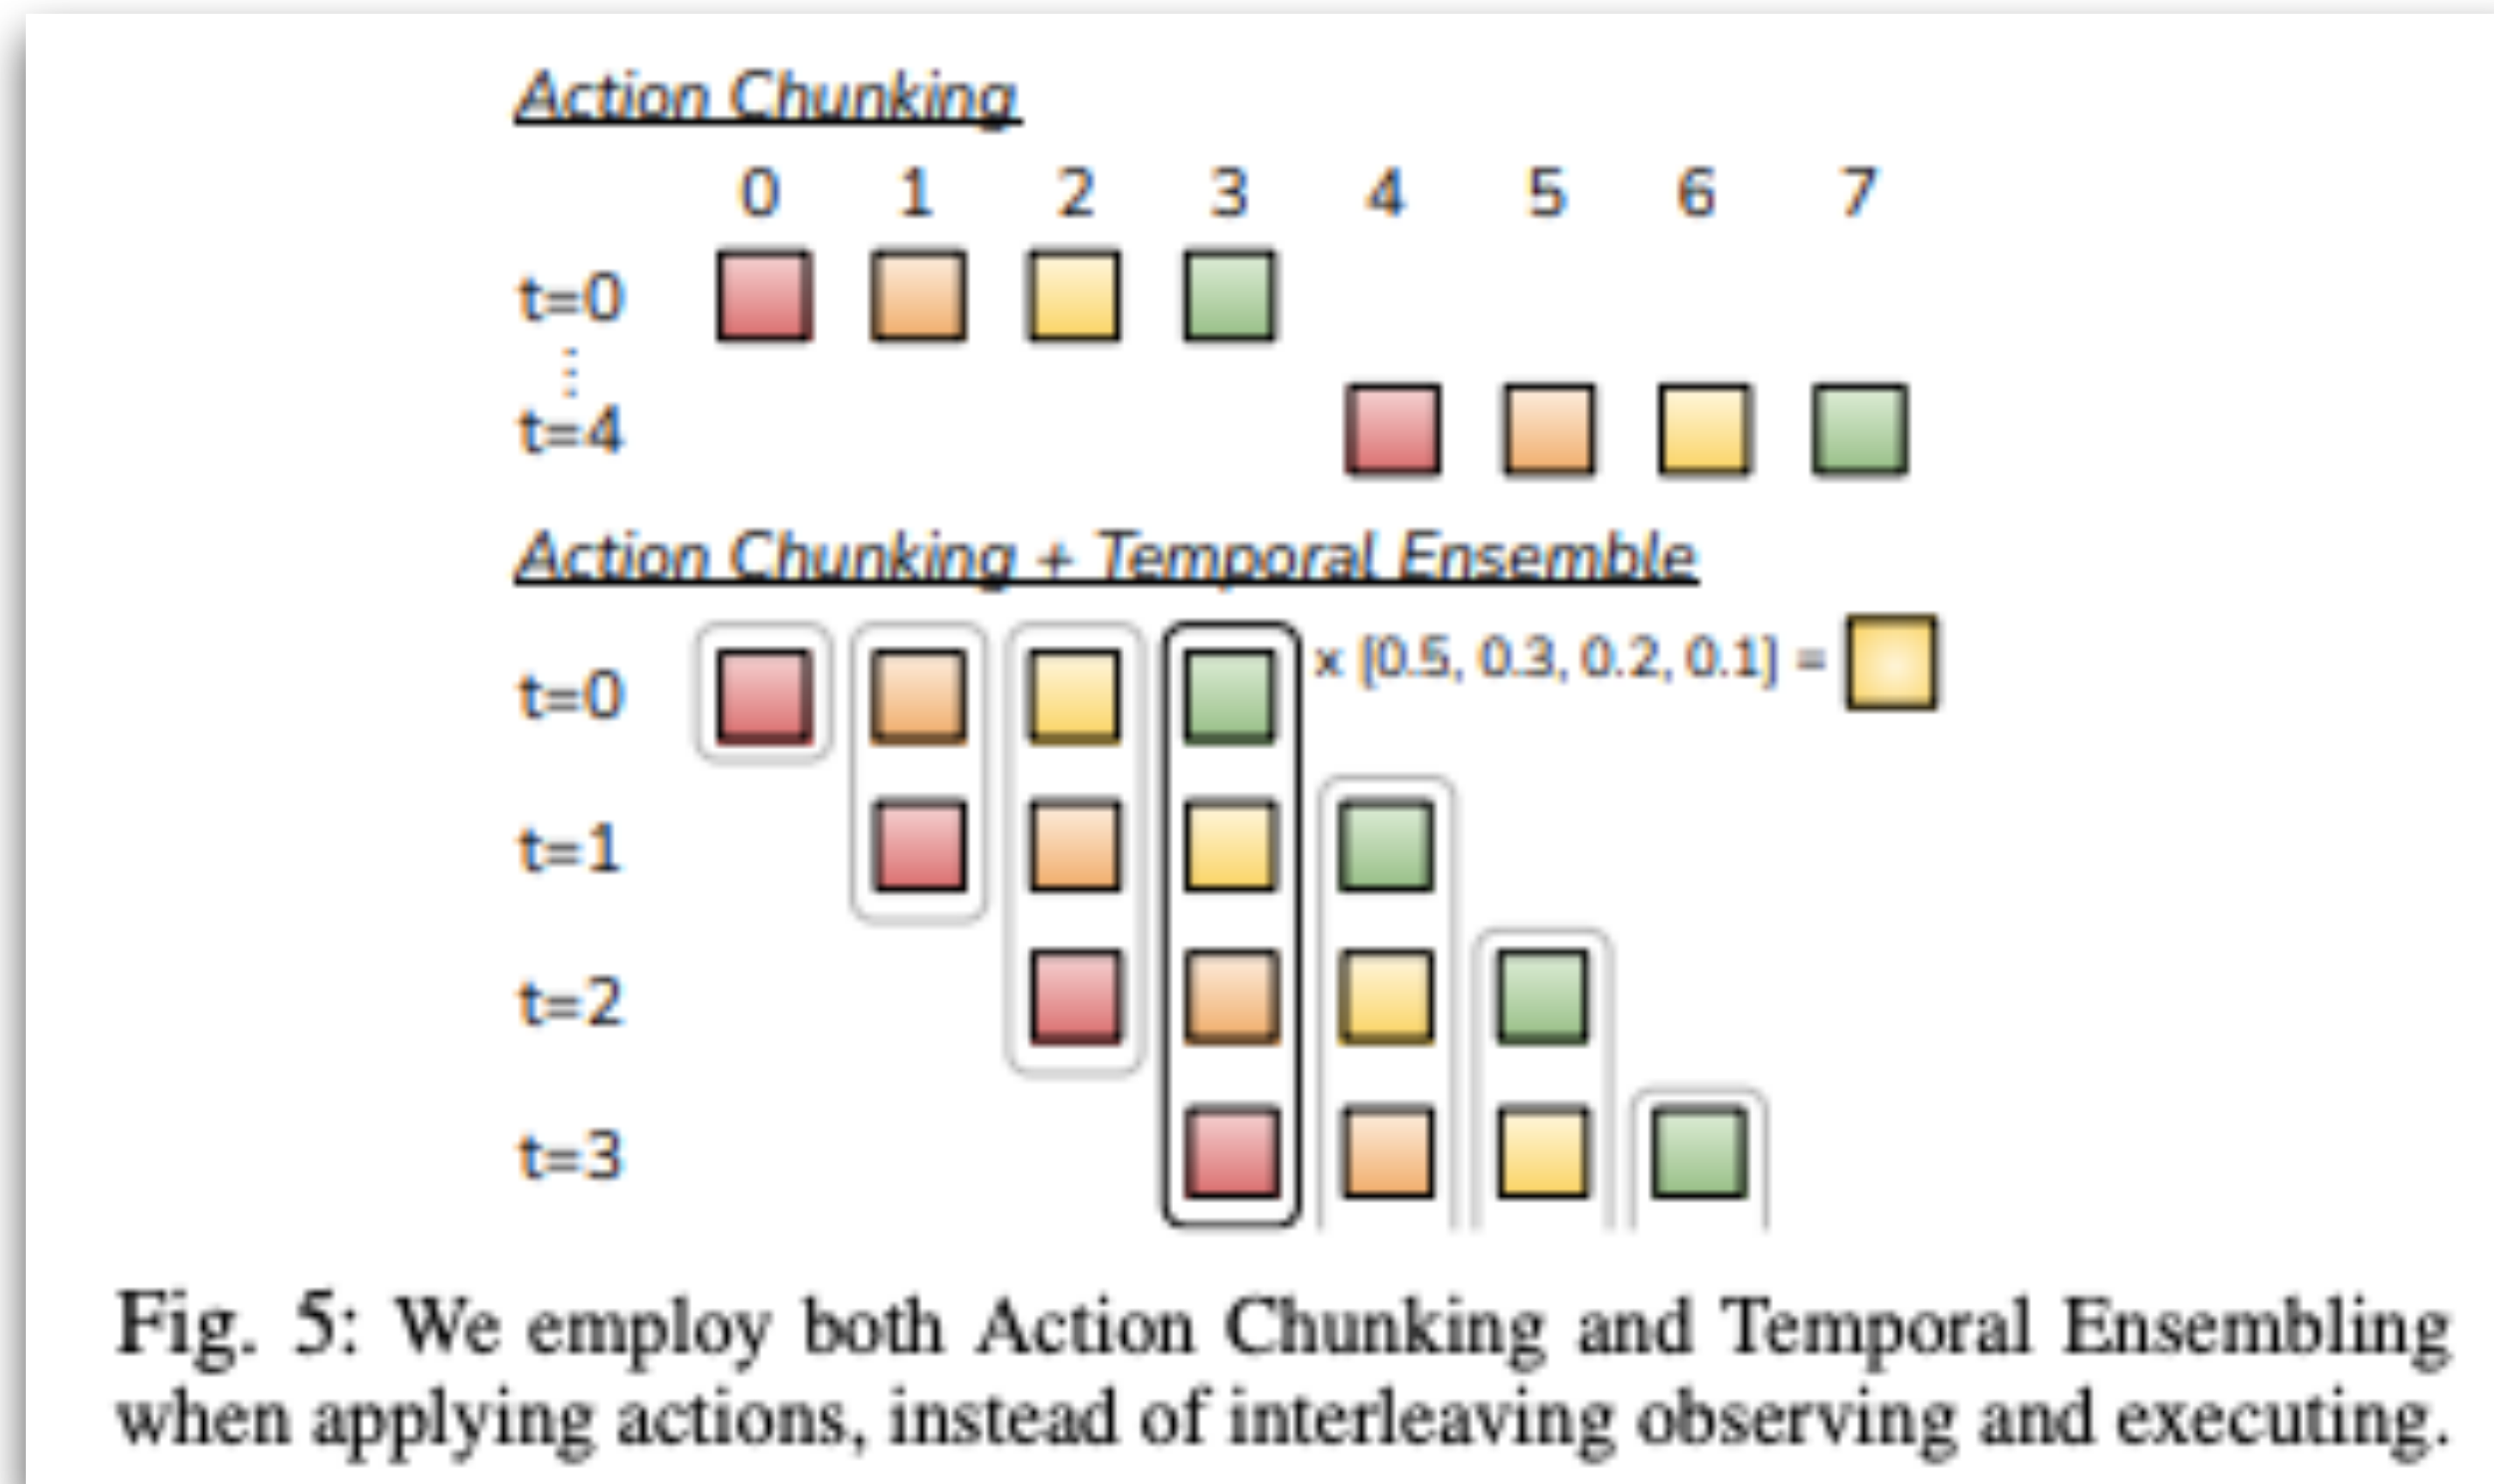 Action Chunking
0 1 2 3 4 5 6 7
t=0
⋮
t=4
Action Chunking + Temporal Ensemble
t=0 x [0.5, 0.3, 0.2, 0.1] =
t=1
t=2
t=3
Fig. 5: We employ both Action Chunking and Temporal Ensembling
when applying actions, instead of interleaving observing and executing.